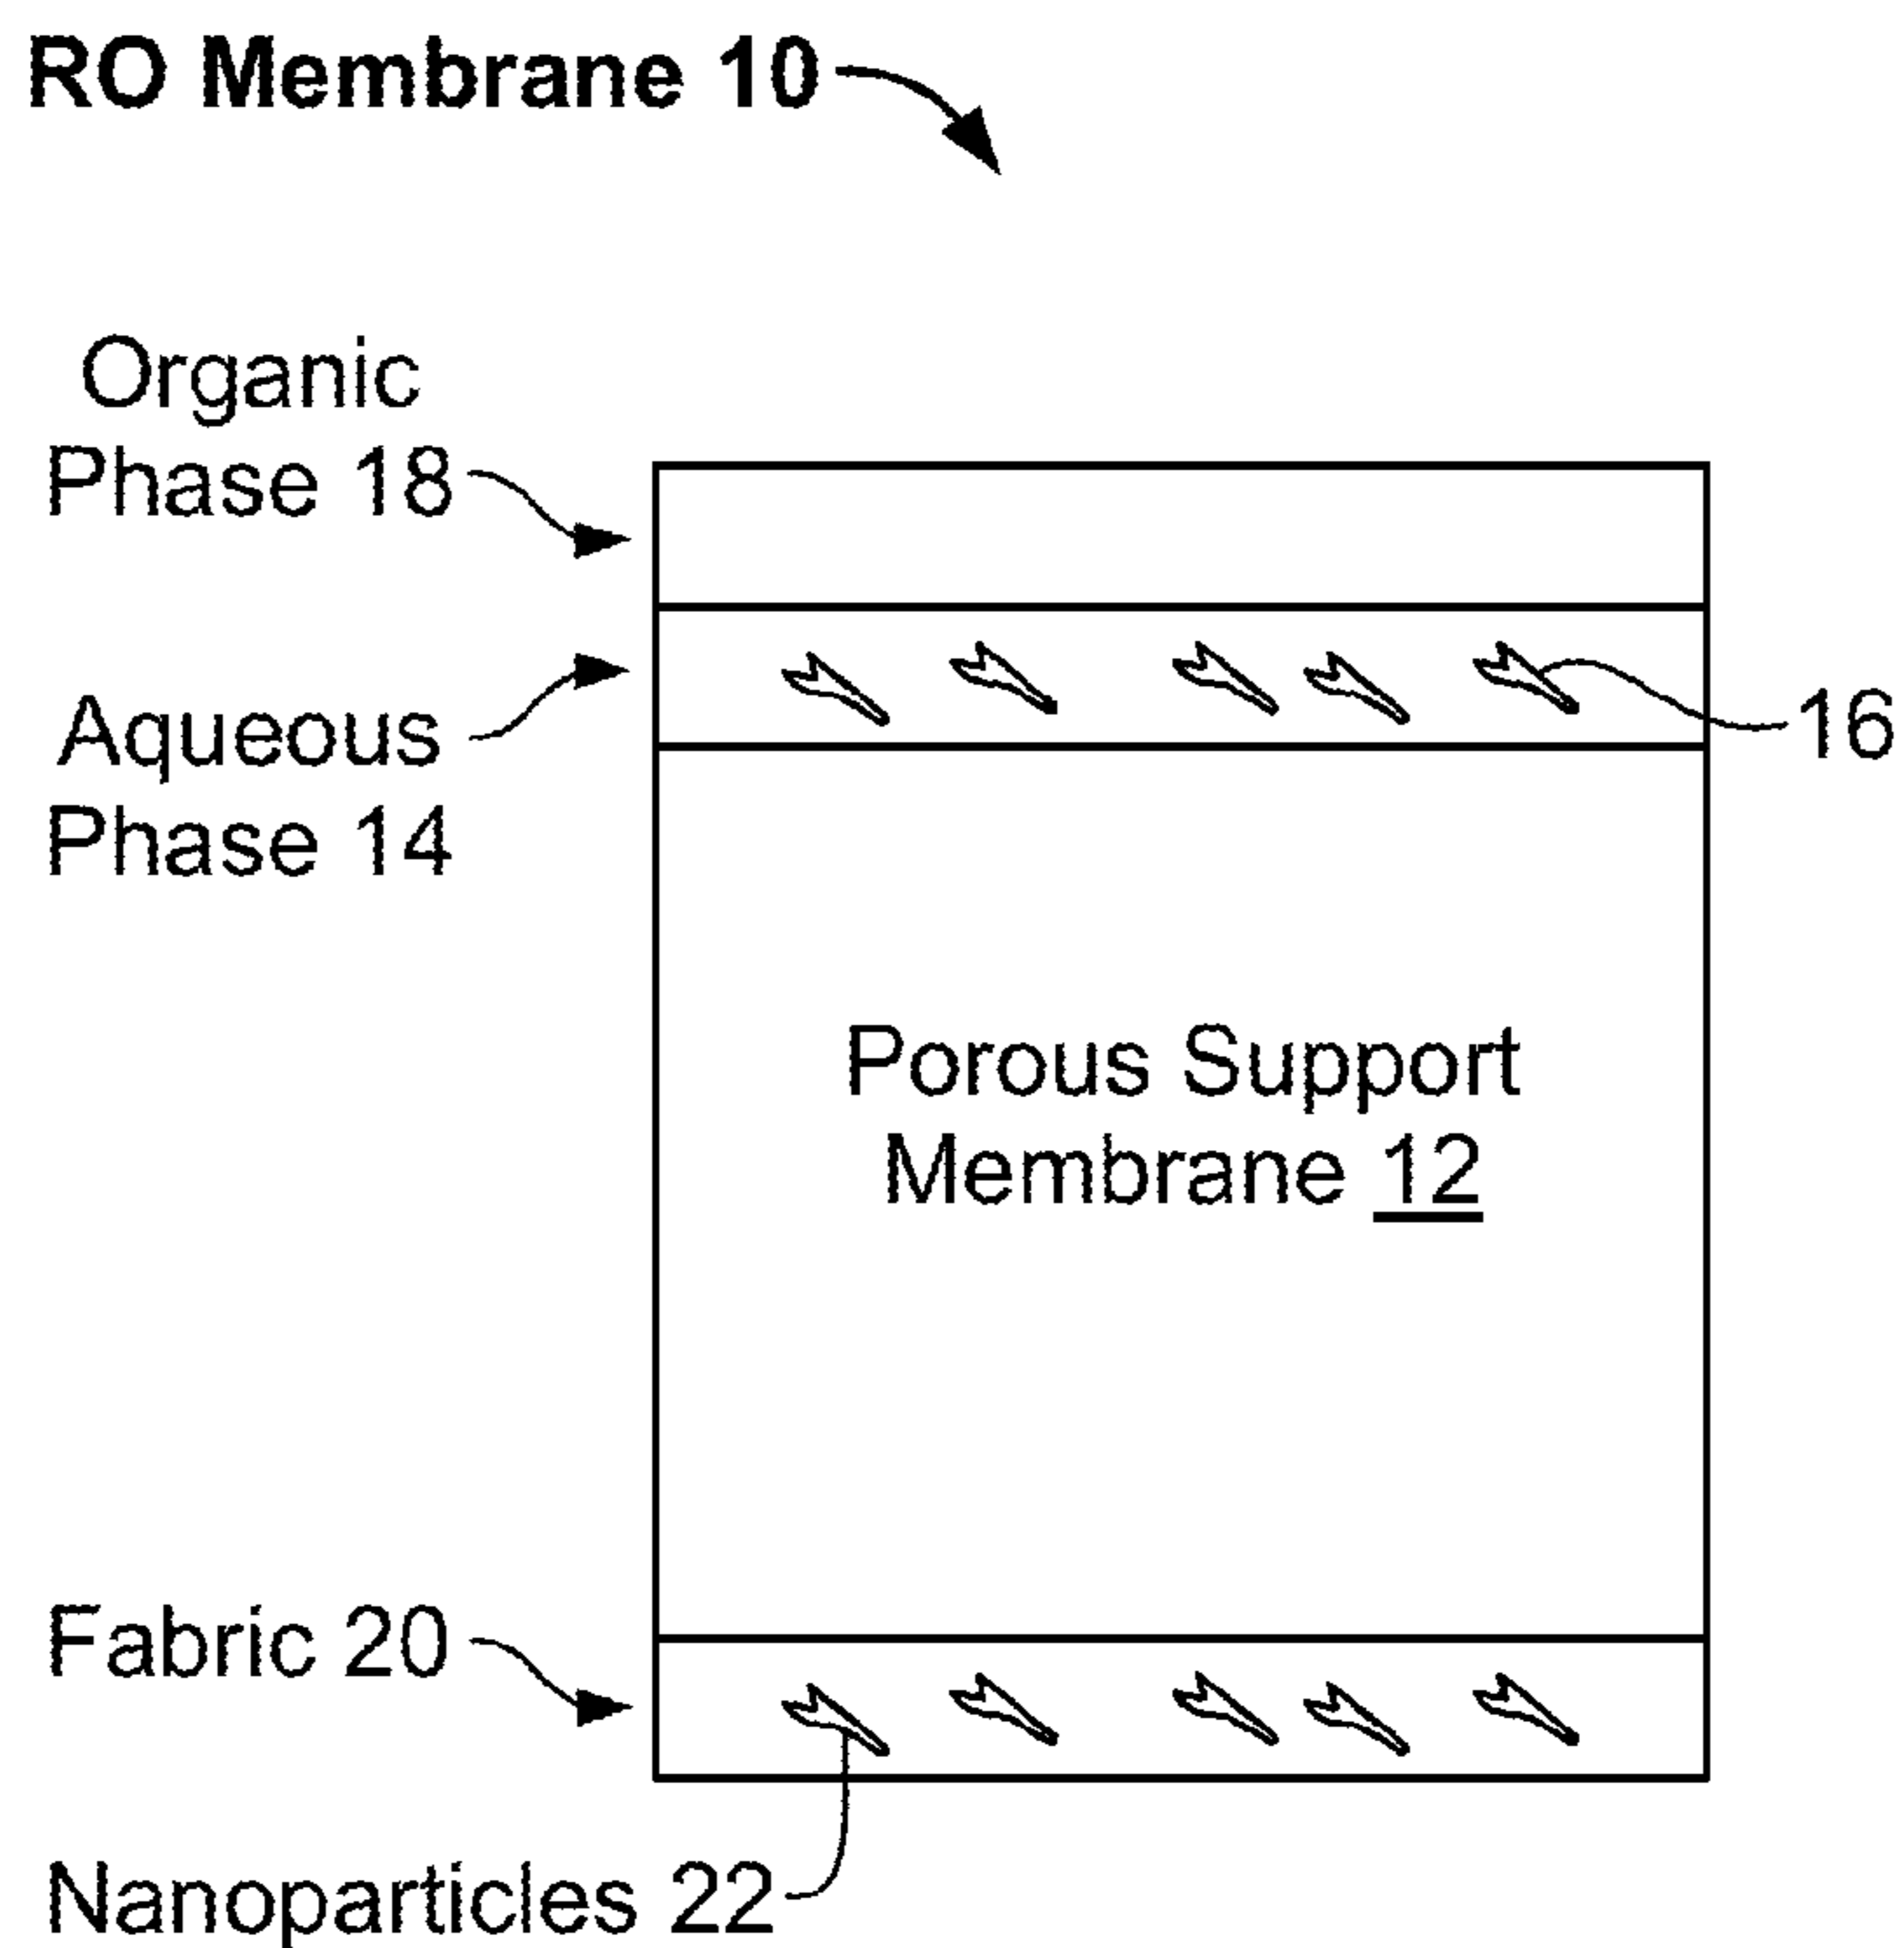 RO Membrane 10
Organic
Phase 18
Aqueous
Phase 14
16
Porous Support
Membrane 12
Fabric 20
Nanoparticles 22